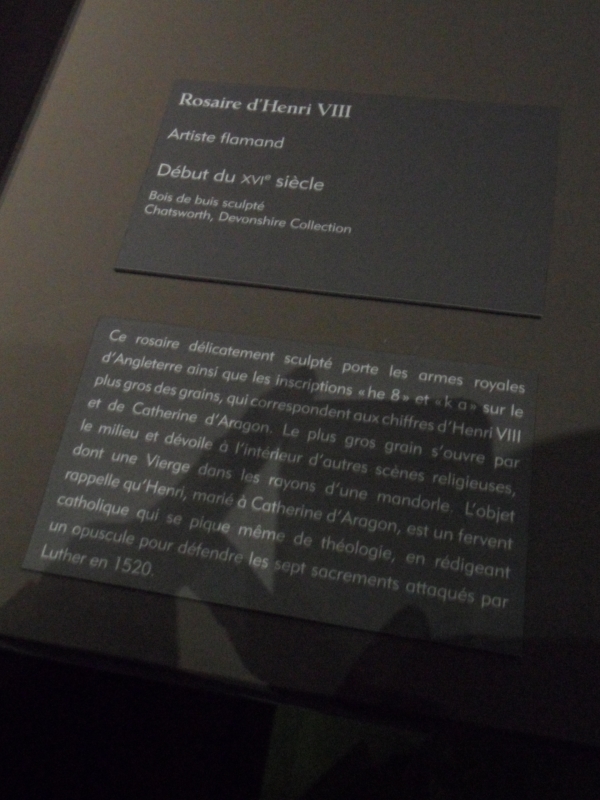 Rosaire d'Henri VIII
Artiste flamand
Début du XVIe siècle
Bois de buis sculpté
Chatsworth, Devonshire Collection
Ce rosaire délicatement sculpté porte les armes royales
d'Angleterre ainsi que les inscriptions «he 8» et «k a» sur le
plus gros des grains, qui correspondent aux chiffres d'Henri VIII
et de Catherine d'Aragon. Le plus gros grain s'ouvre par
le milieu et dévoile à l'intérieur d'autres scènes religieuses,
dont une Vierge dans les rayons d'une mandorle. L'objet
rappelle qu'Henri, marié à Catherine d'Aragon, est un fervent
catholique qui se pique même de théologie, en rédigeant
un opuscule pour défendre les sept sacrements attaqués par
Luther en 1520.